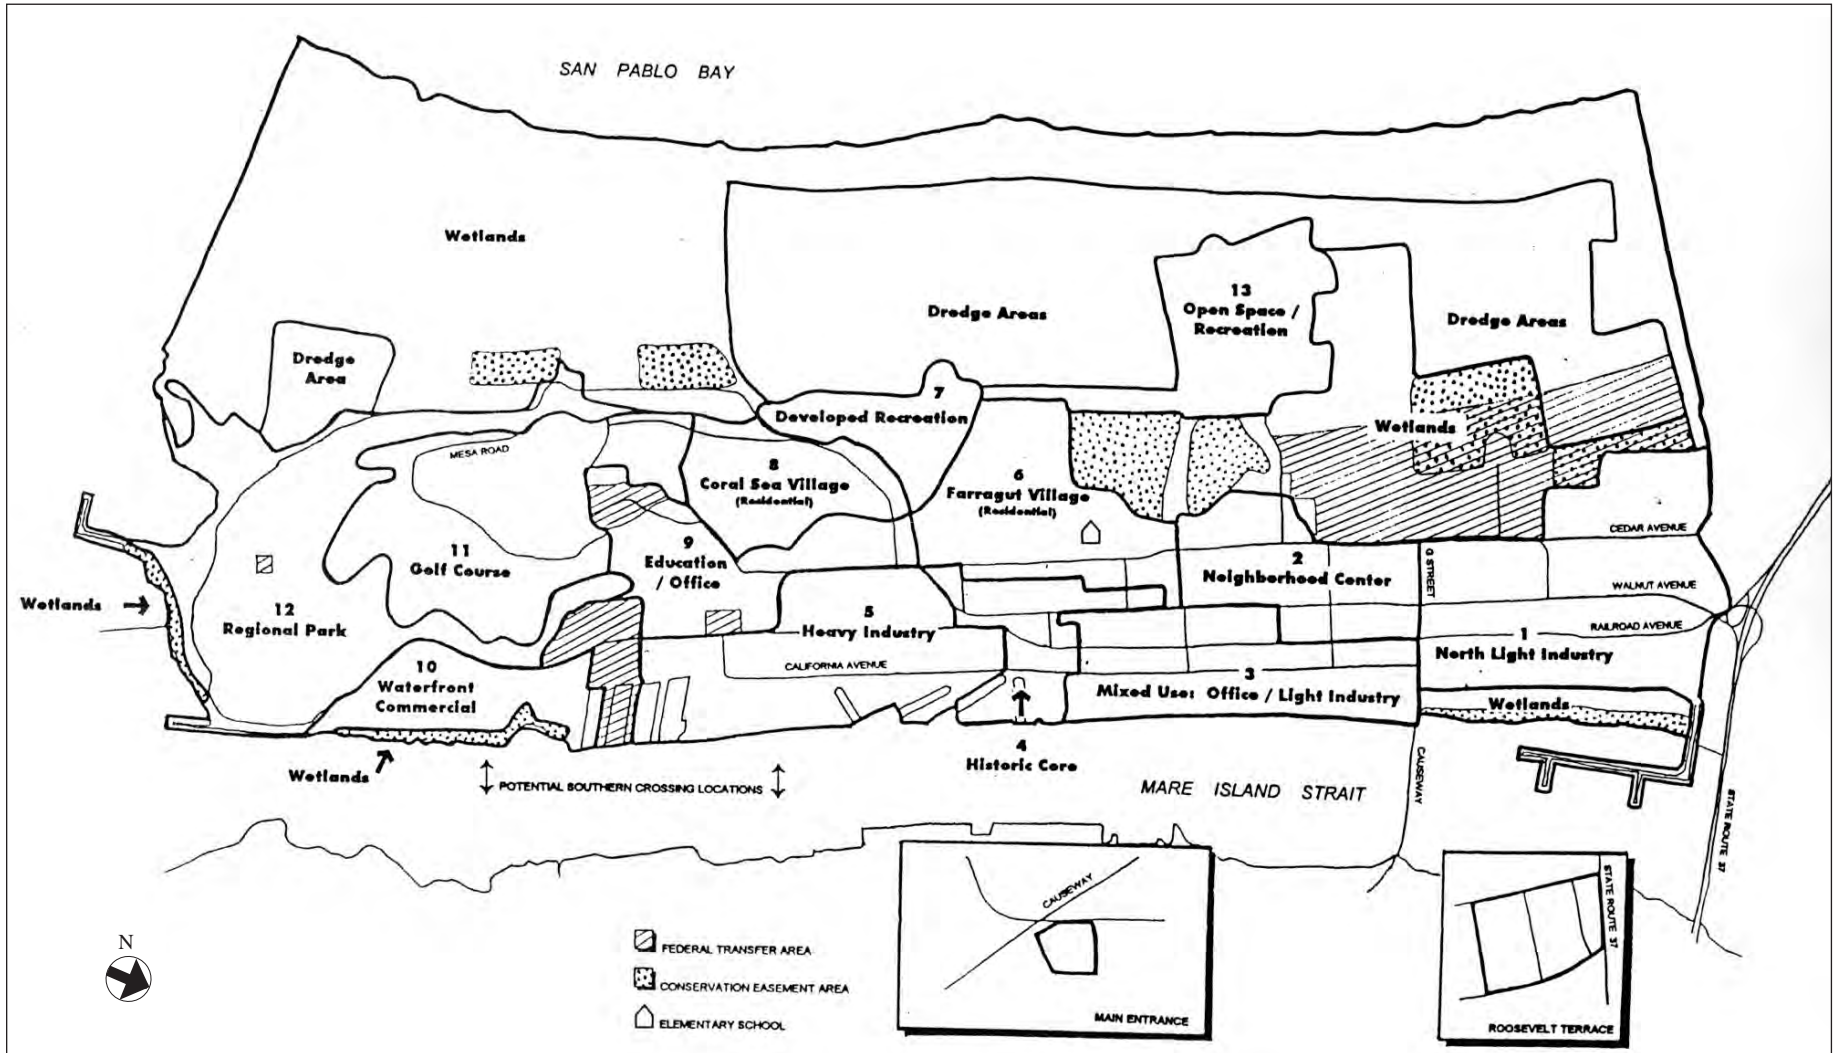 SAN PABLO BAY
Wetlands
Dredge Areas
13
Open Space /
Recreation
Dredge Areas
Dredge
Area
7
Developed Recreation
Wetlands
MESA ROAD
8
Coral Sea Village
(Residential)
6
Farragut Village
(Residential)
CEDAR AVENUE
11
Golf Course
9
Education
/ Office
2
Neighborhood Center
G STREET
WALNUT AVENUE
Wetlands
12
Regional Park
5
Heavy Industry
RAILROAD AVENUE
1
North Light Industry
10
Waterfront
Commercial
CALIFORNIA AVENUE
3
Mixed Use: Office / Light Industry
Wetlands
4
Historic Core
Wetlands
POTENTIAL SOUTHERN CROSSING LOCATIONS
MARE ISLAND STRAIT
CAUSEWAY
STATE ROUTE 37
N
FEDERAL TRANSFER AREA
CONSERVATION EASEMENT AREA
ELEMENTARY SCHOOL
CAUSEWAY
MAIN ENTRANCE
STATE ROUTE 37
ROOSEVELT TERRACE